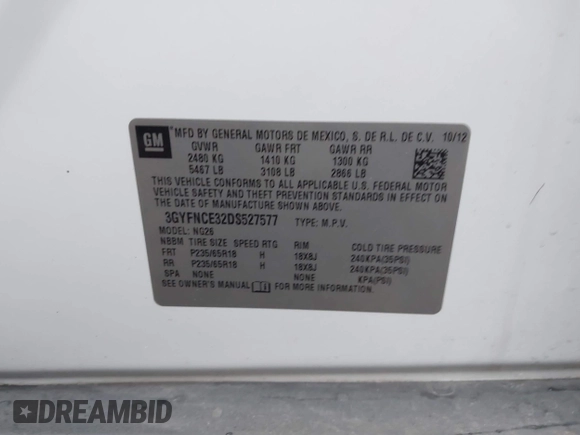 GM
MFD BY GENERAL MOTORS DE MEXICO, S. DE R.L. DE C.V. 10/12
GVWR GAWR FRT GAWR RR
2480 KG 1410 KG 1300 KG
5467 LB 3108 LB 2866 LB
THIS VEHICLE CONFORMS TO ALL APPLICABLE U.S. FEDERAL MOTOR
VEHICLE SAFETY AND THEFT PREVENTION STANDARDS IN EFFECT ON
THE DATE OF MANUFACTURE SHOWN ABOVE.
3GYFNCE32DS527577 TYPE: M.P.V.
MODEL: NG26
NBBM TIRE SIZE SPEED RTG RIM COLD TIRE PRESSURE
FRT P235/65R18 H 18X8J 240KPA(35PSI)
RR P235/65R18 H 18X8J 240KPA(35PSI)
SPA NONE NONE KPA(PSI)
SEE OWNER'S MANUAL FOR MORE INFORMATION.
DREAMBID